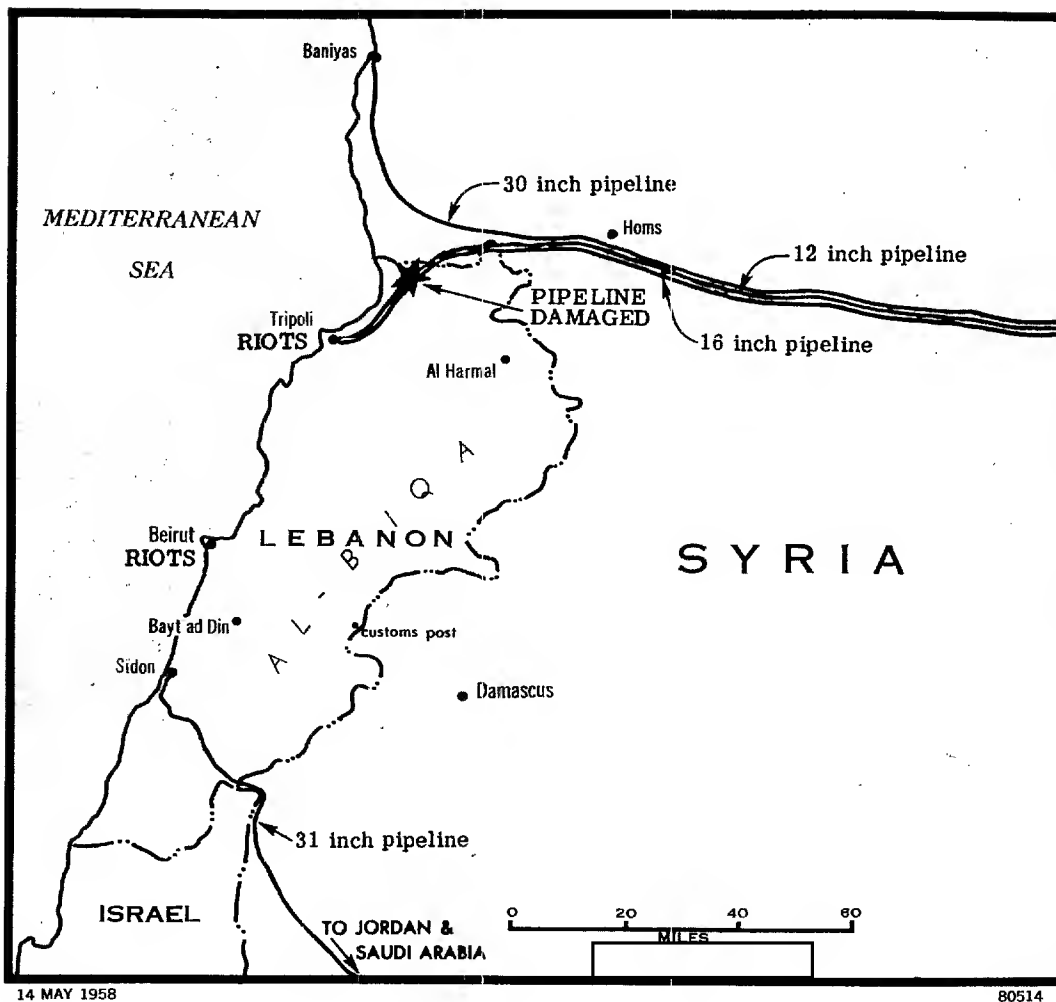 Baniyas
30 inch pipeline
Homs
MEDITERRANEAN
SEA
12 inch pipeline
PIPELINE
DAMAGED
Tripoli
RIOTS
16 inch pipeline
Al Harmal
AL-BIQA
Beirut
RIOTS
LEBANON
SYRIA
Bayt ad Din
customs post
Sidon
Damascus
31 inch pipeline
ISRAEL
TO JORDAN &
SAUDI ARABIA
0 20 40 60
MILES
14 MAY 1958
80514